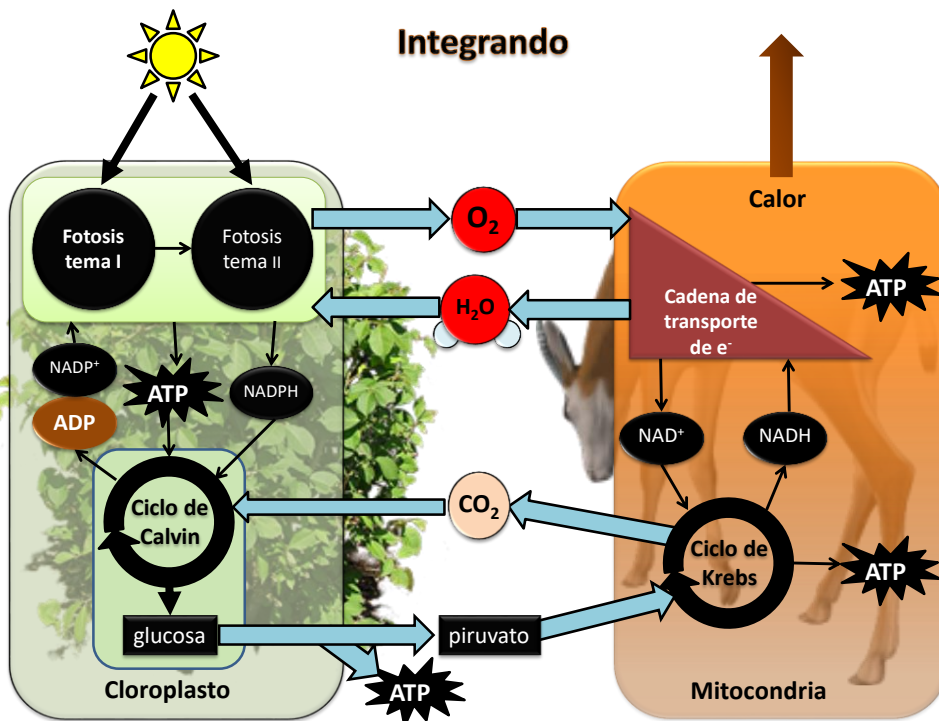 Integrando
Calor
Fotosis
tema I
Fotosis
tema II
O₂
H₂O
Cadena de
transporte
de e⁻
ATP
NADP⁺
ADP
ATP
NADPH
NAD⁺
NADH
Ciclo de
Calvin
CO₂
Ciclo de
Krebs
ATP
glucosa
piruvato
ATP
Cloroplasto
Mitocondria